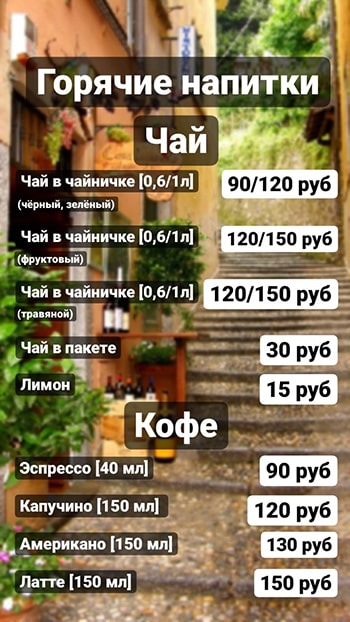 Горячие напитки
Чай
Чай в чайничке [0,6/1л] 90/120 руб
(чёрный, зелёный)
Чай в чайничке [0,6/1л] 120/150 руб
(фруктовый)
Чай в чайничке [0,6/1л] 120/150 руб
(травяной)
Чай в пакете 30 руб
Лимон 15 руб
Кофе
Эспрессо [40 мл] 90 руб
Капучино [150 мл] 120 руб
Американо [150 мл] 130 руб
Латте [150 мл] 150 руб